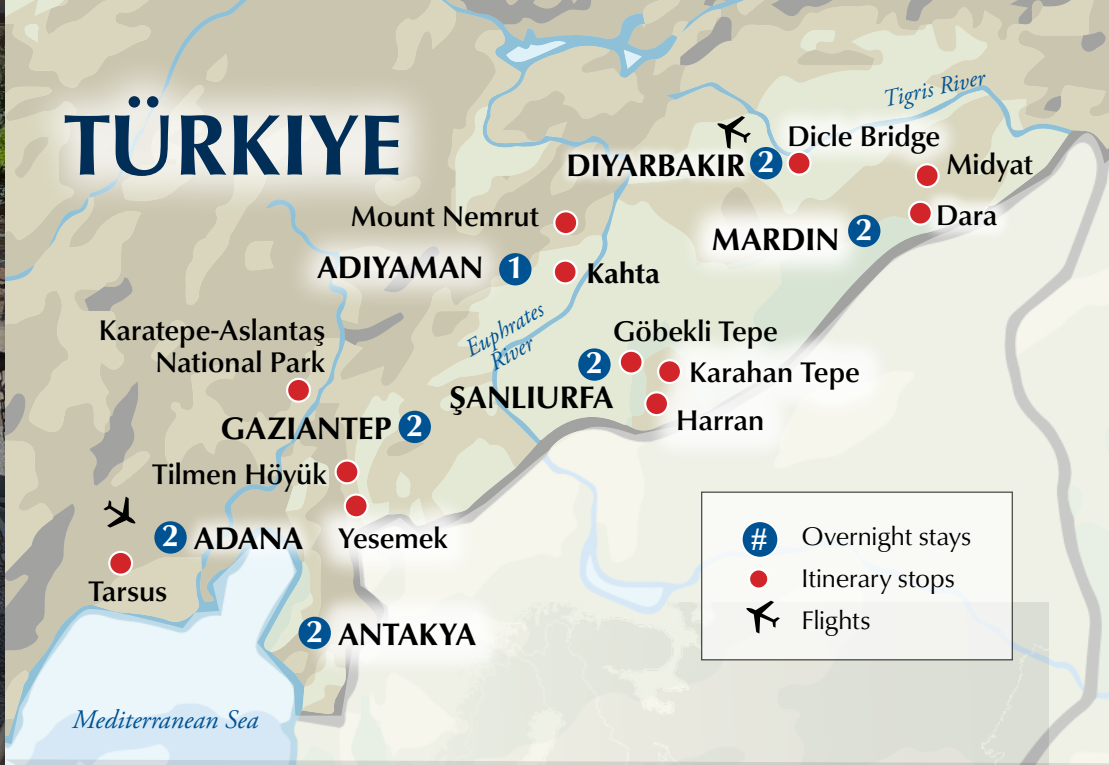 TÜRKIYE
Tigris River
Dicle Bridge
DIYARBAKIR 2
Midyat
Mount Nemrut
Dara
MARDIN 2
ADIYAMAN 1
Kahta
Euphrates
River
Karatepe-Aslantaş
National Park
Göbekli Tepe
2
ŞANLIURFA
Karahan Tepe
Harran
GAZIANTEP 2
Tilmen Höyük
Yesemek
2 ADANA
Tarsus
2 ANTAKYA
Mediterranean Sea
# Overnight stays
Itinerary stops
Flights